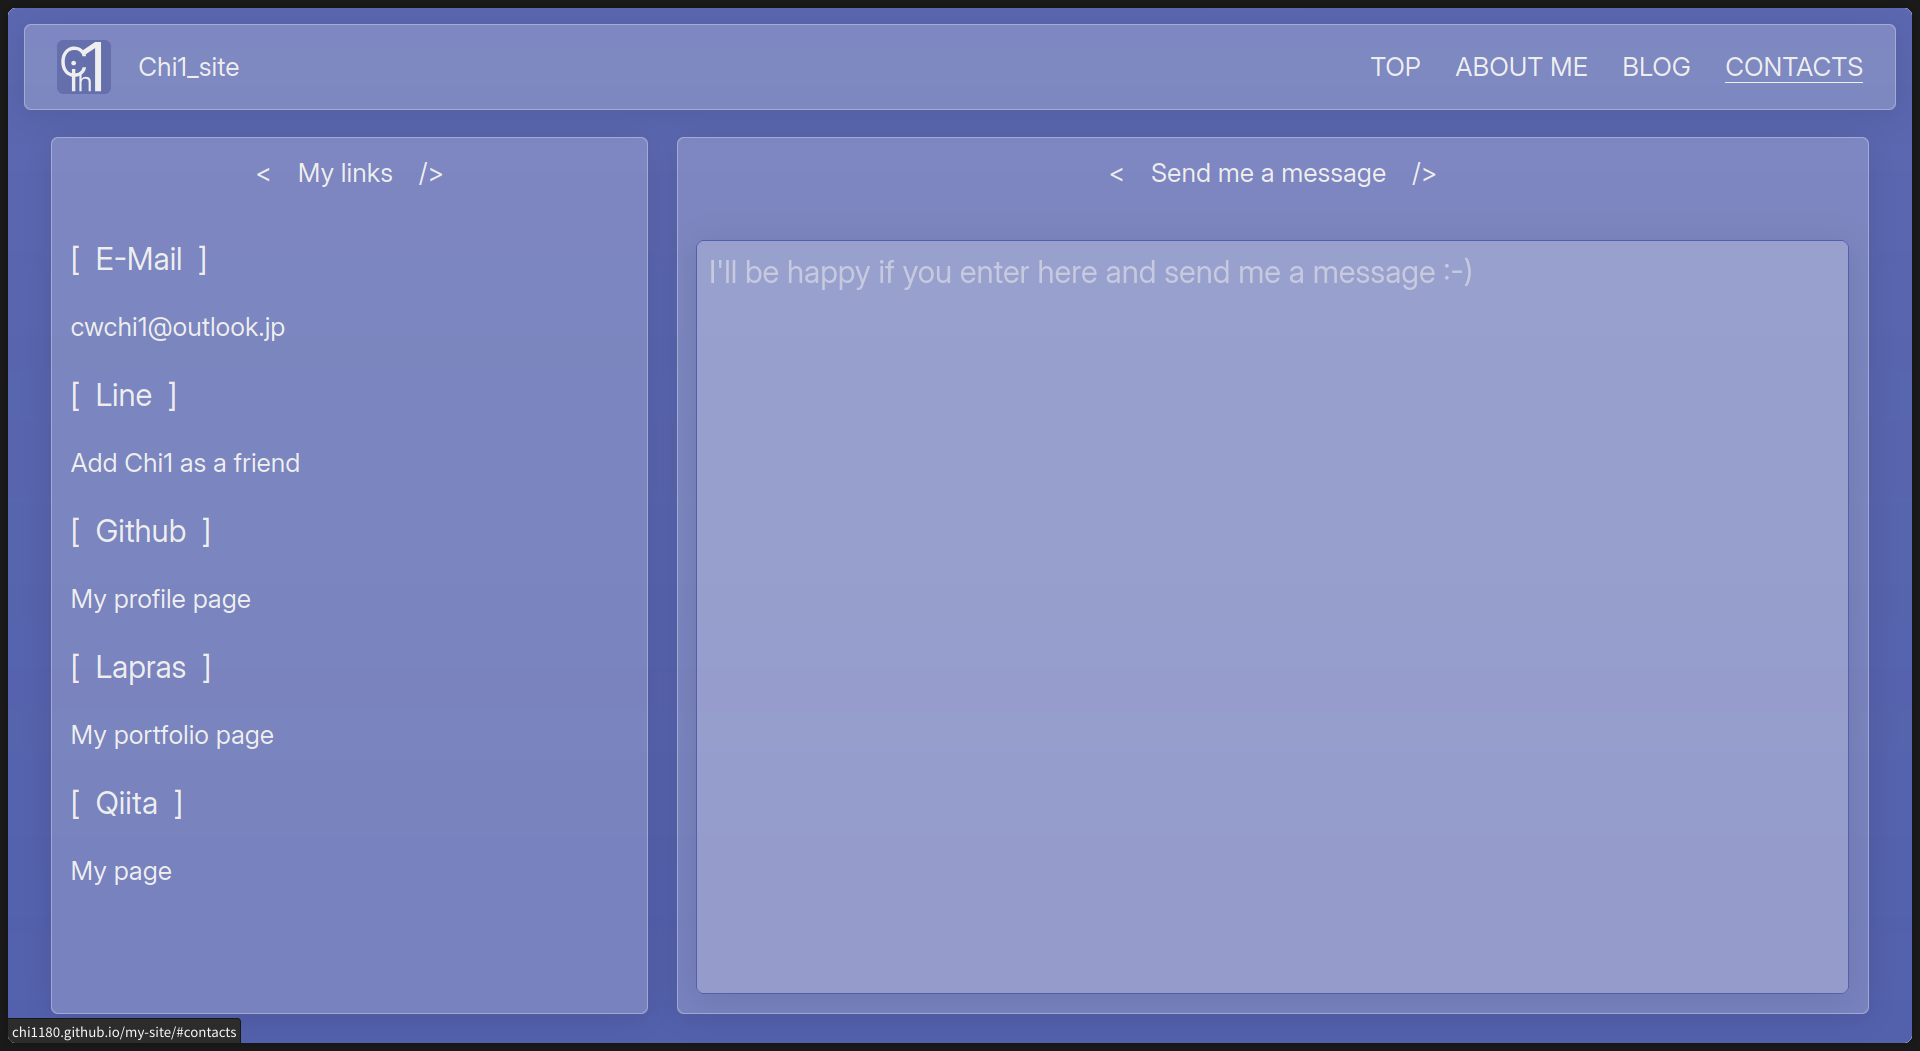 Chi1
Chi1_site
TOP
ABOUT ME
BLOG
CONTACTS
< My links />
[ E-Mail ]
cwchi1@outlook.jp
[ Line ]
Add Chi1 as a friend
[ Github ]
My profile page
[ Lapras ]
My portfolio page
[ Qiita ]
My page
< Send me a message />
I'll be happy if you enter here and send me a message :-)
chi1180.github.io/my-site/#contacts